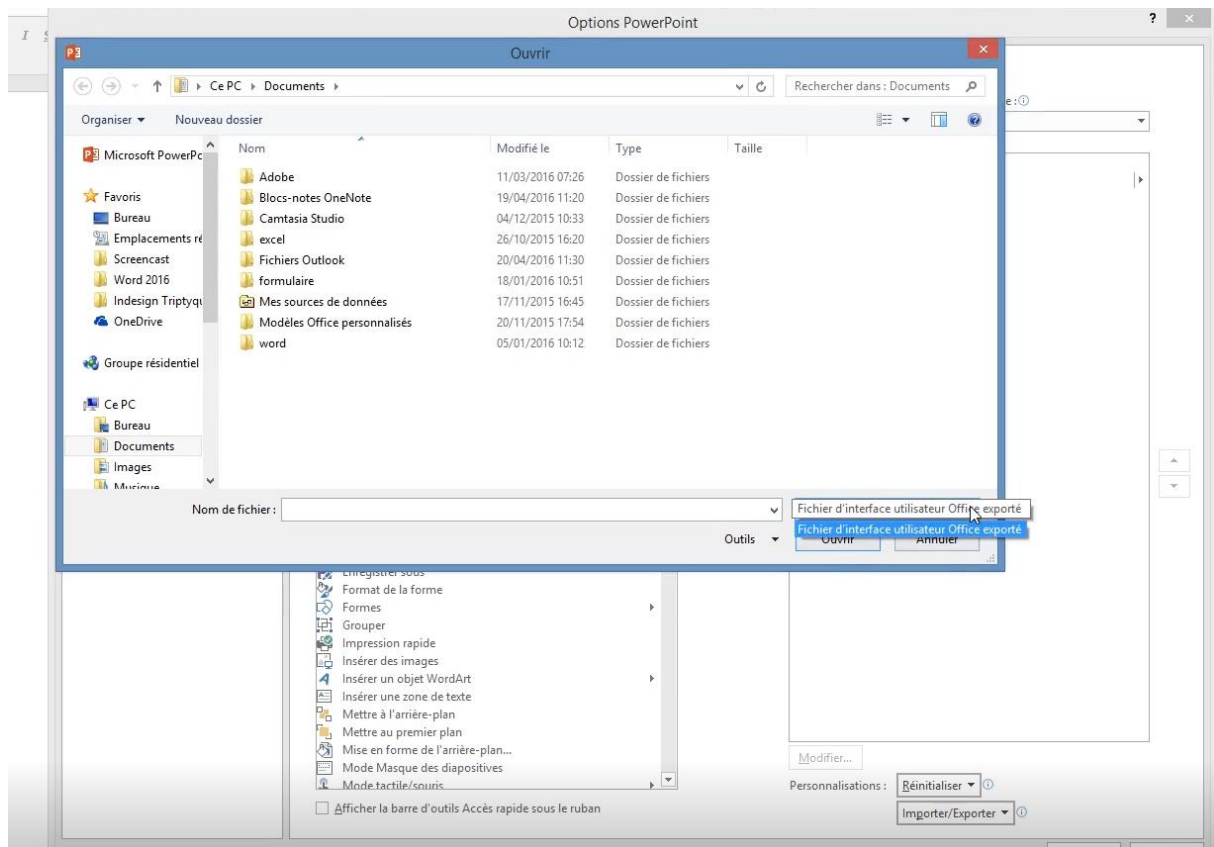 Options PowerPoint
?
I
Ouvrir
Ce PC
Documents
Rechercher dans : Documents
e :
Organiser
Nouveau dossier
Nom
Modifié le
Type
Taille
Microsoft PowerPo
Favoris
Bureau
Emplacements ré
Screencast
Word 2016
Indesign Triptyqu
OneDrive
Groupe résidentiel
Ce PC
Bureau
Documents
Images
Musique
Adobe 11/03/2016 07:26 Dossier de fichiers
Blocs-notes OneNote 19/04/2016 11:20 Dossier de fichiers
Camtasia Studio 04/12/2015 10:33 Dossier de fichiers
excel 26/10/2015 16:20 Dossier de fichiers
Fichiers Outlook 20/04/2016 11:30 Dossier de fichiers
formulaire 18/01/2016 10:51 Dossier de fichiers
Mes sources de données 17/11/2015 16:45 Dossier de fichiers
Modèles Office personnalisés 20/11/2015 17:54 Dossier de fichiers
word 05/01/2016 10:12 Dossier de fichiers
Nom de fichier :
Fichier d'interface utilisateur Office exporté
Fichier d'interface utilisateur Office exporté
Outils
Ouvrir
Annuler
Enregistrer sous
Format de la forme
Formes
Grouper
Impression rapide
Insérer des images
Insérer un objet WordArt
Insérer une zone de texte
Mettre à l'arrière-plan
Mettre au premier plan
Mise en forme de l'arrière-plan...
Mode Masque des diapositives
Mode tactile/souris
Afficher la barre d'outils Accès rapide sous le ruban
Modifier...
Personnalisations :
Réinitialiser
Importer/Exporter